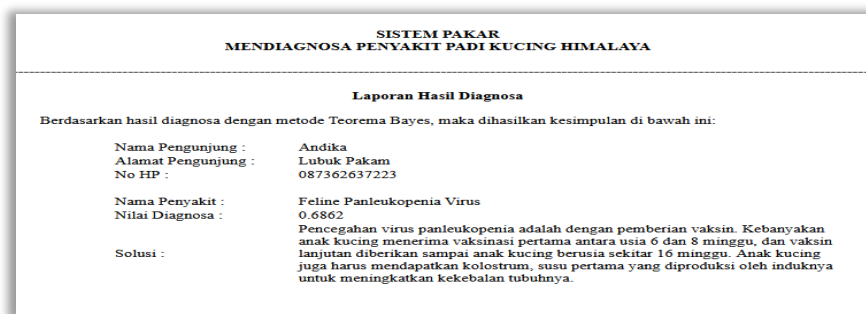 SISTEM PAKAR
MENDIAGNOSA PENYAKIT PADI KUCING HIMALAYA
Laporan Hasil Diagnosa
Berdasarkan hasil diagnosa dengan metode Teorema Bayes, maka dihasilkan kesimpulan di bawah ini:
Nama Pengunjung : Andika
Alamat Pengunjung : Lubuk Pakam
No HP : 087362637223
Nama Penyakit : Feline Panleukopenia Virus
Nilai Diagnosa : 0.6862
Solusi : Pencegahan virus panleukopenia adalah dengan pemberian vaksin. Kebanyakan
anak kucing menerima vaksinasi pertama antara usia 6 dan 8 minggu, dan vaksin
lanjutan diberikan sampai anak kucing berusia sekitar 16 minggu. Anak kucing
juga harus mendapatkan kolostrum, susu pertama yang diproduksi oleh induknya
untuk meningkatkan kekebalan tubuhnya.